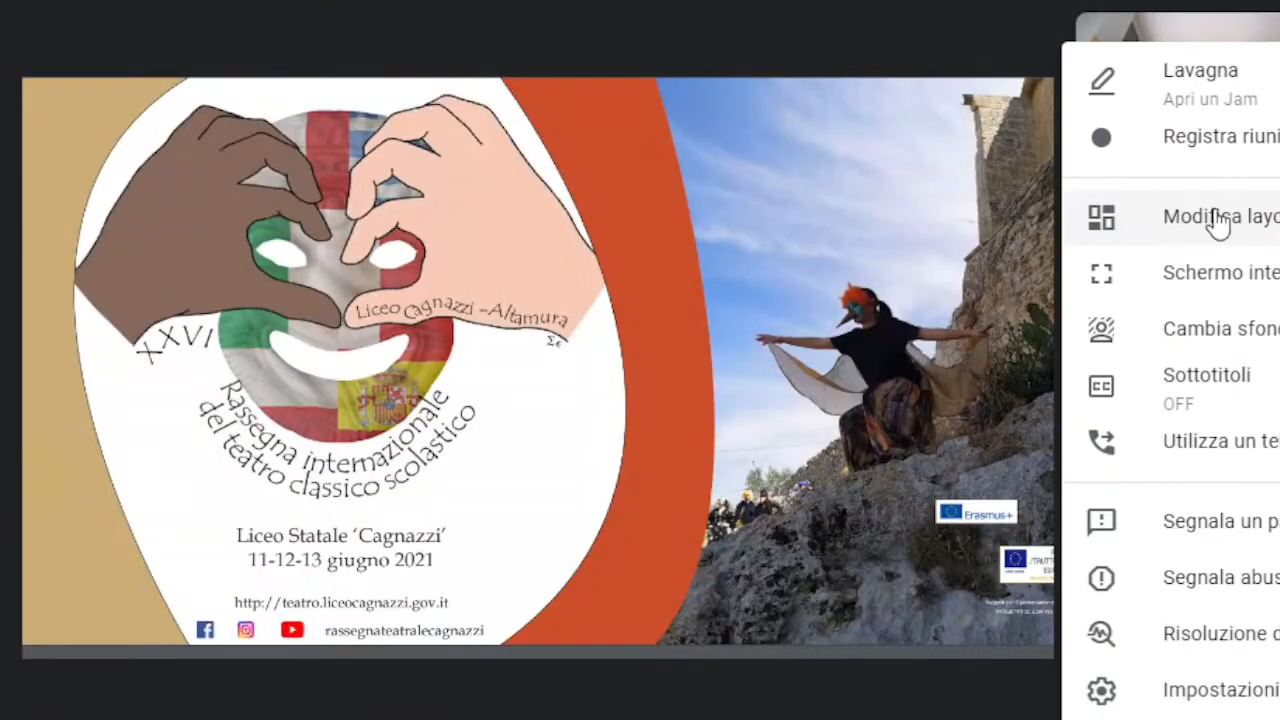 Liceo Cagnazzi -Altamura
Σε
XXVI
Rassegna internazionale
del teatro classico scolastico
Liceo Statale ‘Cagnazzi’
11-12-13 giugno 2021
http://teatro.liceocagnazzi.gov.it
rassegnateatralecagnazzi
Erasmus+
Lavagna
Apri un Jam
Registra riuni
Modifica layo
Schermo inte
Cambia sfon
CC
Sottotitoli
OFF
Utilizza un te
Segnala un p
Segnala abus
Risoluzione d
Impostazioni